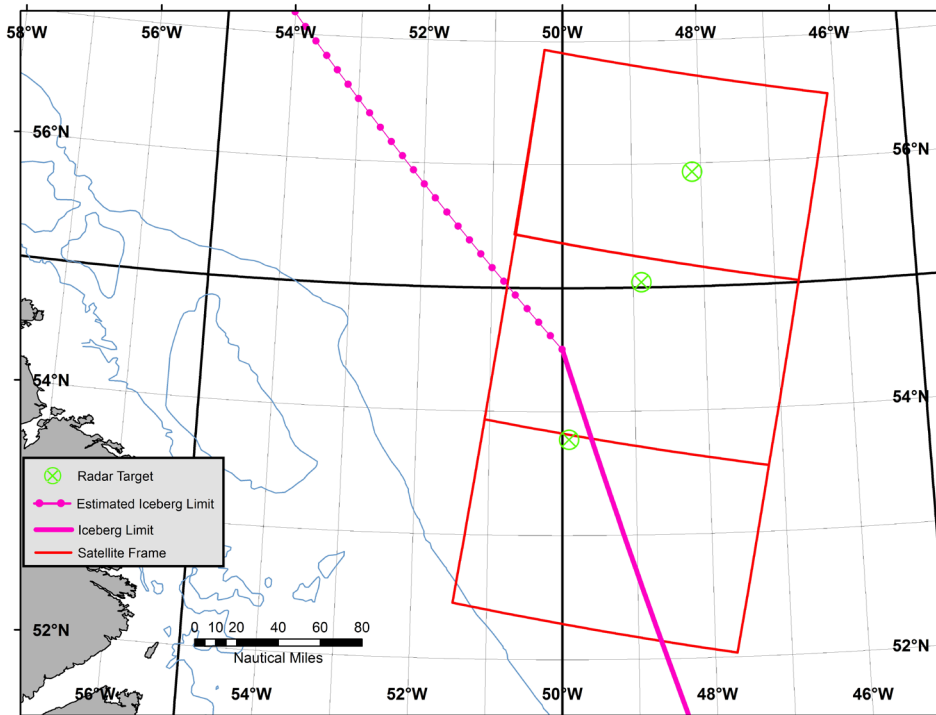 58°W 56°W 54°W 52°W 50°W 48°W 46°W
56°N 56°N
54°N 54°N
Radar Target
Estimated Iceberg Limit
Iceberg Limit
Satellite Frame
52°N 52°N
0 10 20 40 60 80
Nautical Miles
56°W 54°W 52°W 50°W 48°W 46°W